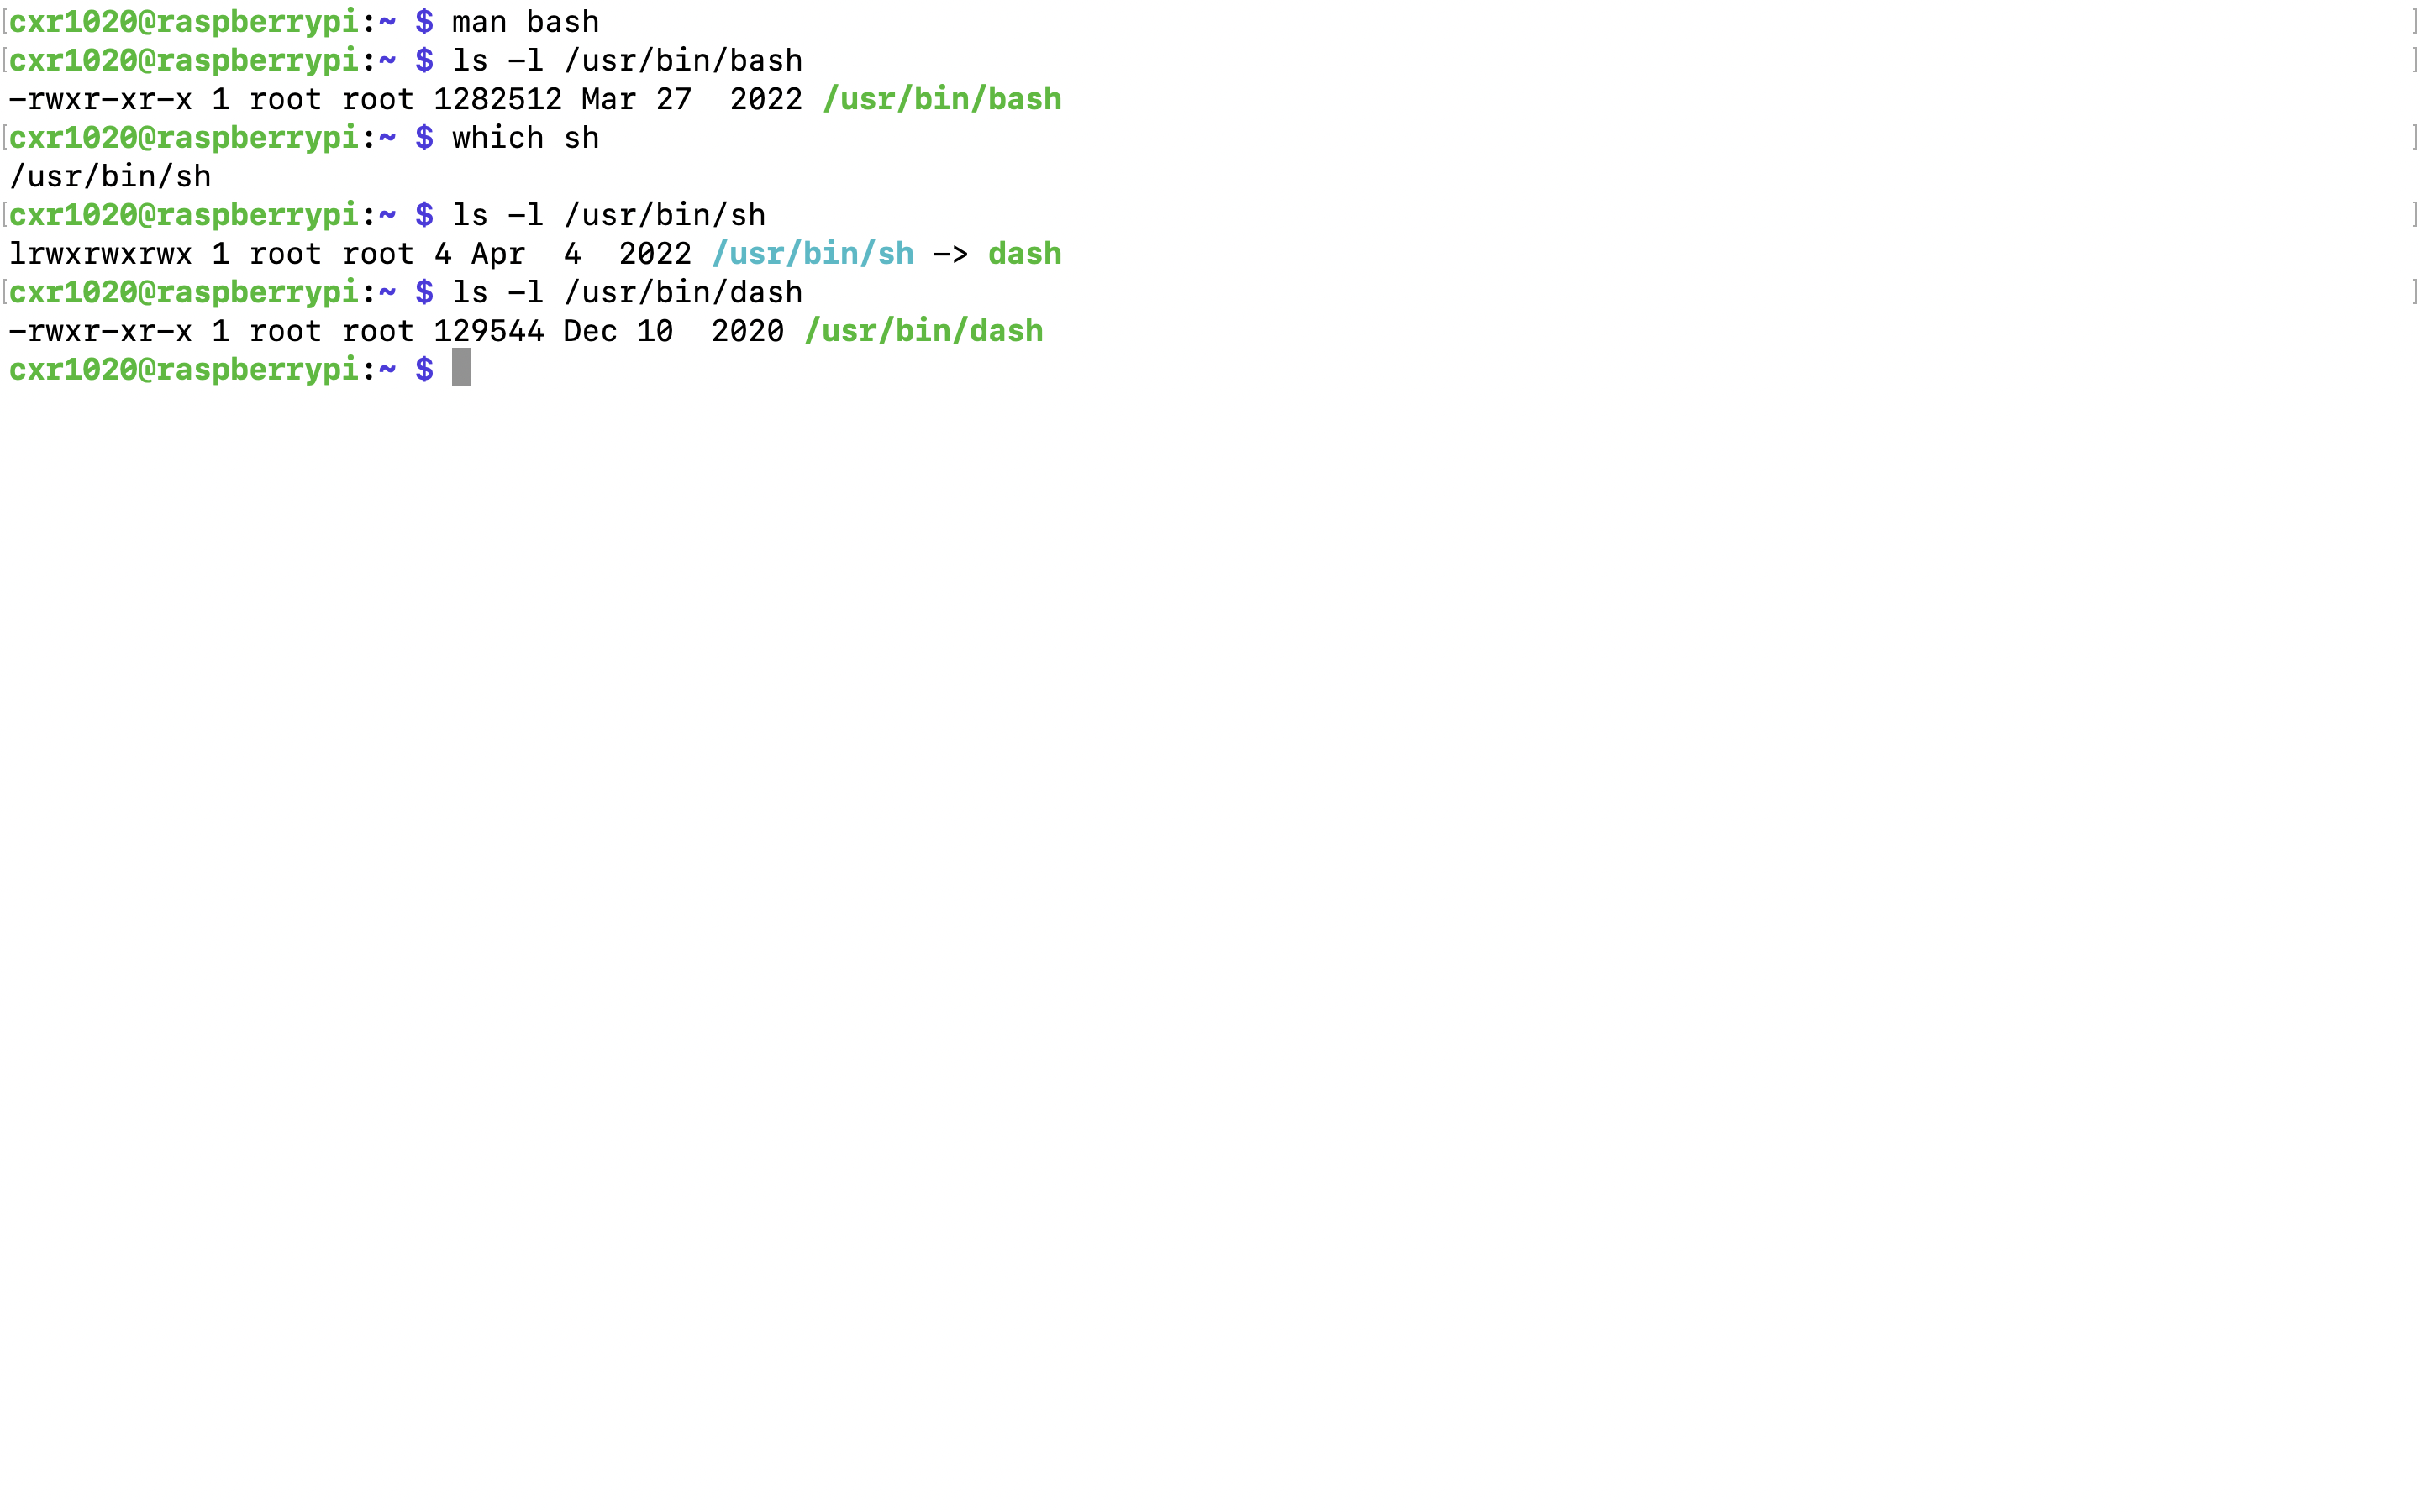 cxr1020@raspberrypi:~ $ man bash
cxr1020@raspberrypi:~ $ ls -l /usr/bin/bash
-rwxr-xr-x 1 root root 1282512 Mar 27  2022 /usr/bin/bash
cxr1020@raspberrypi:~ $ which sh
/usr/bin/sh
cxr1020@raspberrypi:~ $ ls -l /usr/bin/sh
lrwxrwxrwx 1 root root 4 Apr  4  2022 /usr/bin/sh -> dash
cxr1020@raspberrypi:~ $ ls -l /usr/bin/dash
-rwxr-xr-x 1 root root 129544 Dec 10  2020 /usr/bin/dash
cxr1020@raspberrypi:~ $